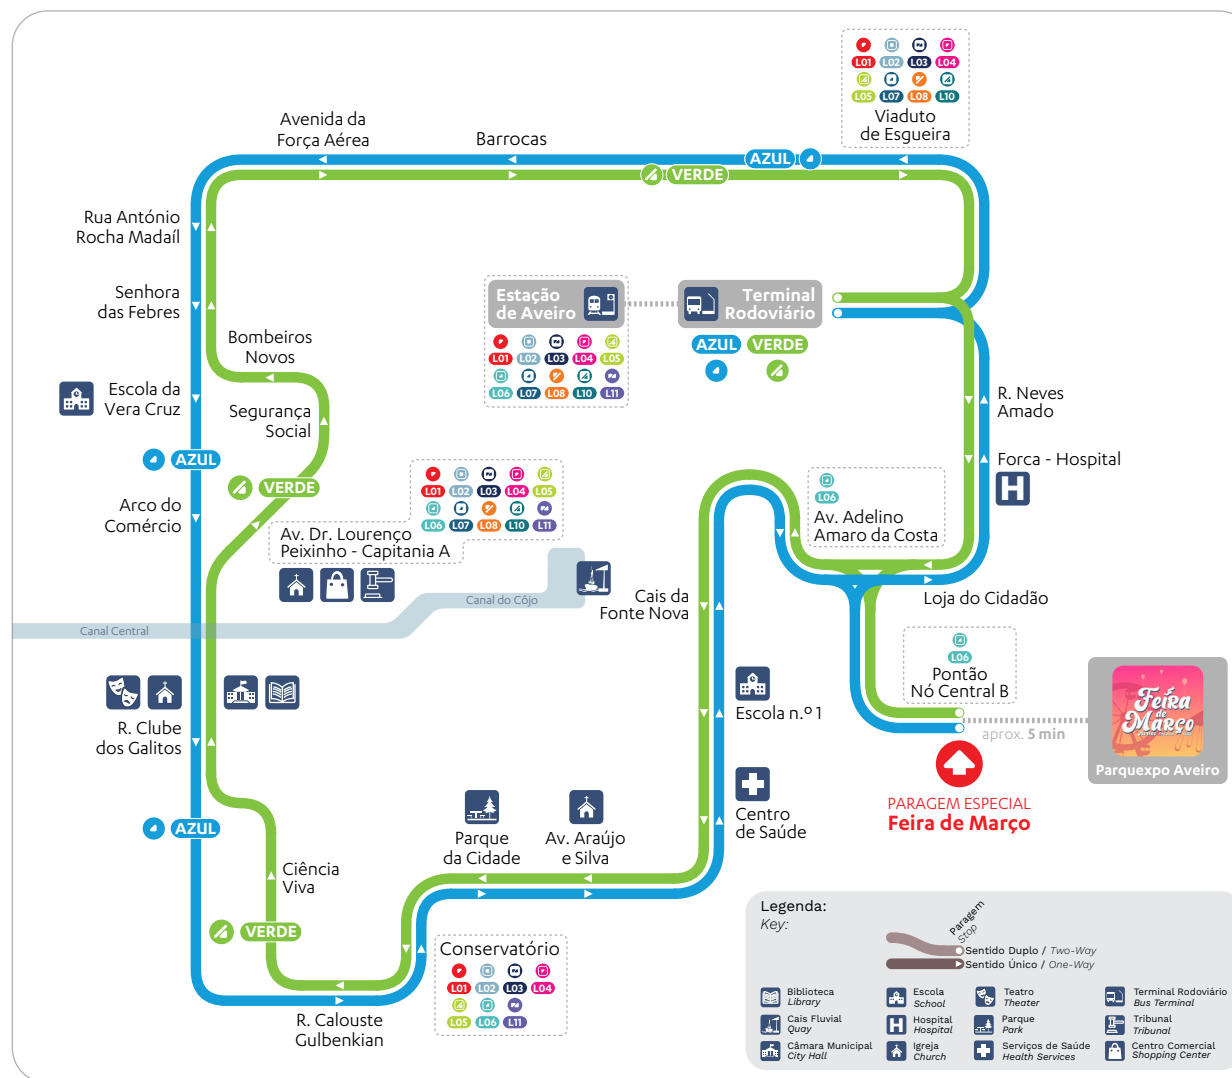 L01 L02 L03 L04
L05 L07 L08 L10
Viaduto
de Esgueira
Avenida da
Força Aérea
Barrocas
AZUL
VERDE
Rua António
Rocha Madaíl
Senhora
das Febres
Estação
de Aveiro
Terminal
Rodoviário
L01 L02 L03 L04 L05
L06 L07 L08 L10 L11
AZUL VERDE
Bombeiros
Novos
Escola da
Vera Cruz
Segurança
Social
R. Neves
Amado
Forca - Hospital
AZUL
VERDE
Arco do
Comércio
L01 L02 L03 L04 L05
L06 L07 L08 L10 L11
Av. Dr. Lourenço
Peixinho - Capitania A
L06
Av. Adelino
Amaro da Costa
Canal do Côjo
Canal Central
Cais da
Fonte Nova
Loja do Cidadão
L06
Pontão
Nó Central B
Feira
de
Março
aprox. 5 min
Parquexpo Aveiro
PARAGEM ESPECIAL
Feira de Março
R. Clube
dos Galitos
Escola n.º 1
Centro
de Saúde
AZUL
Parque
da Cidade
Av. Araújo
e Silva
Ciência
Viva
VERDE
Conservatório
L01 L02 L03 L04
L05 L06 L11
R. Calouste
Gulbenkian
Legenda:
Key:
Paragem
Stop
Sentido Duplo / Two-Way
Sentido Único / One-Way
Biblioteca
Library
Escola
School
Teatro
Theater
Terminal Rodoviário
Bus Terminal
Cais Fluvial
Quay
Hospital
Hospital
Parque
Park
Tribunal
Tribunal
Câmara Municipal
City Hall
Igreja
Church
Serviços de Saúde
Health Services
Centro Comercial
Shopping Center